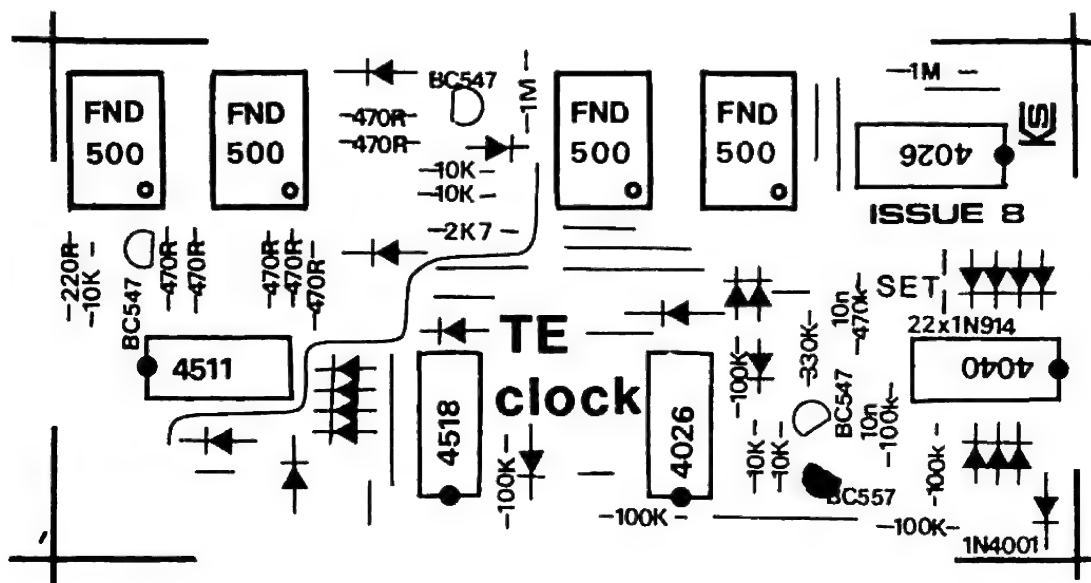 FND
500
FND
500
BC547
-1M-
-470R-
-470R-
-10K-
-10K-
-2K7-
FND
500
FND
500
-1M-
KS
4026
ISSUE 8
-220R-
-10K-
BC547
-470R-
-470R-
-470R-
-470R-
-470R-
4511
TE
clock
4518
-100K-
4026
-100K-
-100K-
-330K-
10n
-470k-
SET
22x1N914
4040
BC547
10n
-100k-
-10K-
-10K-
BC557
-100k-
-100K-
1N4001